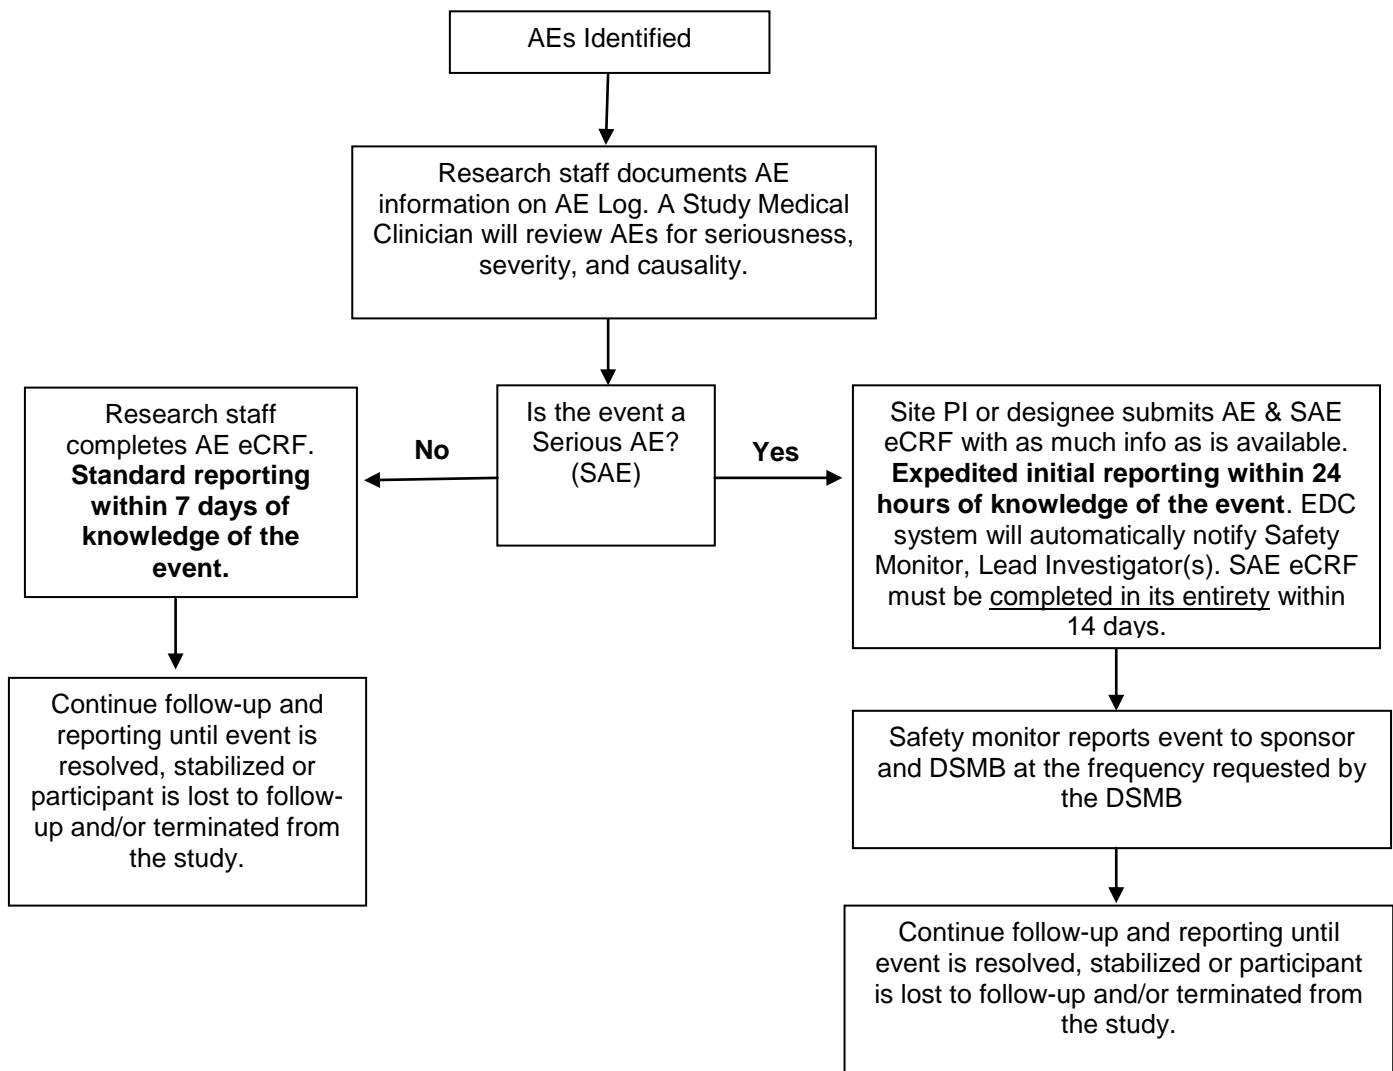 AEs Identified
Research staff documents AE
information on AE Log. A Study Medical
Clinician will review AEs for seriousness,
severity, and causality.
Is the event a
Serious AE?
(SAE)
No
Yes
Research staff
completes AE eCRF.
Standard reporting
within 7 days of
knowledge of the
event.
Continue follow-up and
reporting until event is
resolved, stabilized or
participant is lost to follow-
up and/or terminated from
the study.
Site PI or designee submits AE & SAE
eCRF with as much info as is available.
Expedited initial reporting within 24
hours of knowledge of the event. EDC
system will automatically notify Safety
Monitor, Lead Investigator(s). SAE eCRF
must be completed in its entirety within
14 days.
Safety monitor reports event to sponsor
and DSMB at the frequency requested by
the DSMB
Continue follow-up and reporting until
event is resolved, stabilized or participant
is lost to follow-up and/or terminated from
the study.